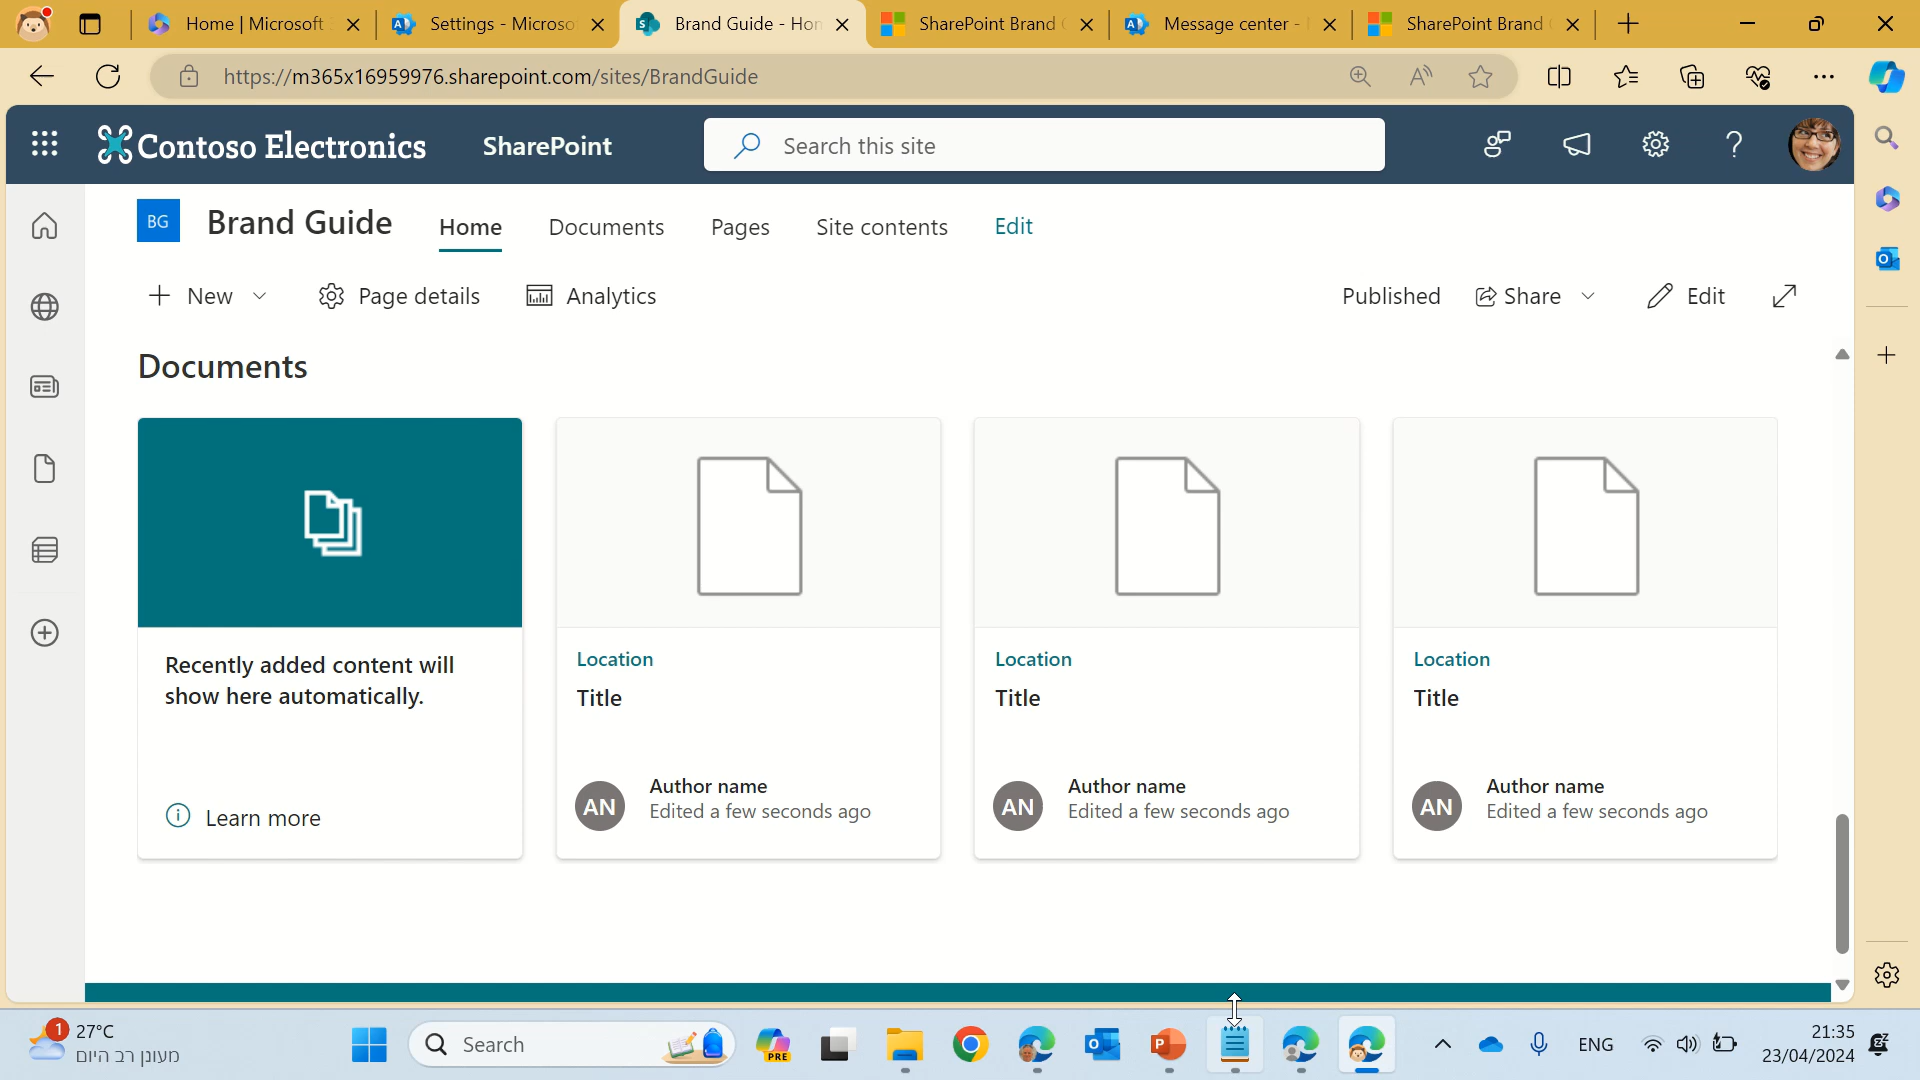 Home | Microsoft
Settings - Microso
Brand Guide - Hon
SharePoint Brand
Message center -
SharePoint Brand
https://m365x16959976.sharepoint.com/sites/BrandGuide
Contoso Electronics
SharePoint
Search this site
BG
Brand Guide
Home
Documents
Pages
Site contents
Edit
New
Page details
Analytics
Published
Share
Edit
Documents
Recently added content will
show here automatically.
Learn more
Location
Title
AN
Author name
Edited a few seconds ago
Location
Title
AN
Author name
Edited a few seconds ago
Location
Title
AN
Author name
Edited a few seconds ago
1
27°C
מעונן רב היום
Search
PRE
ENG
21:35
23/04/2024